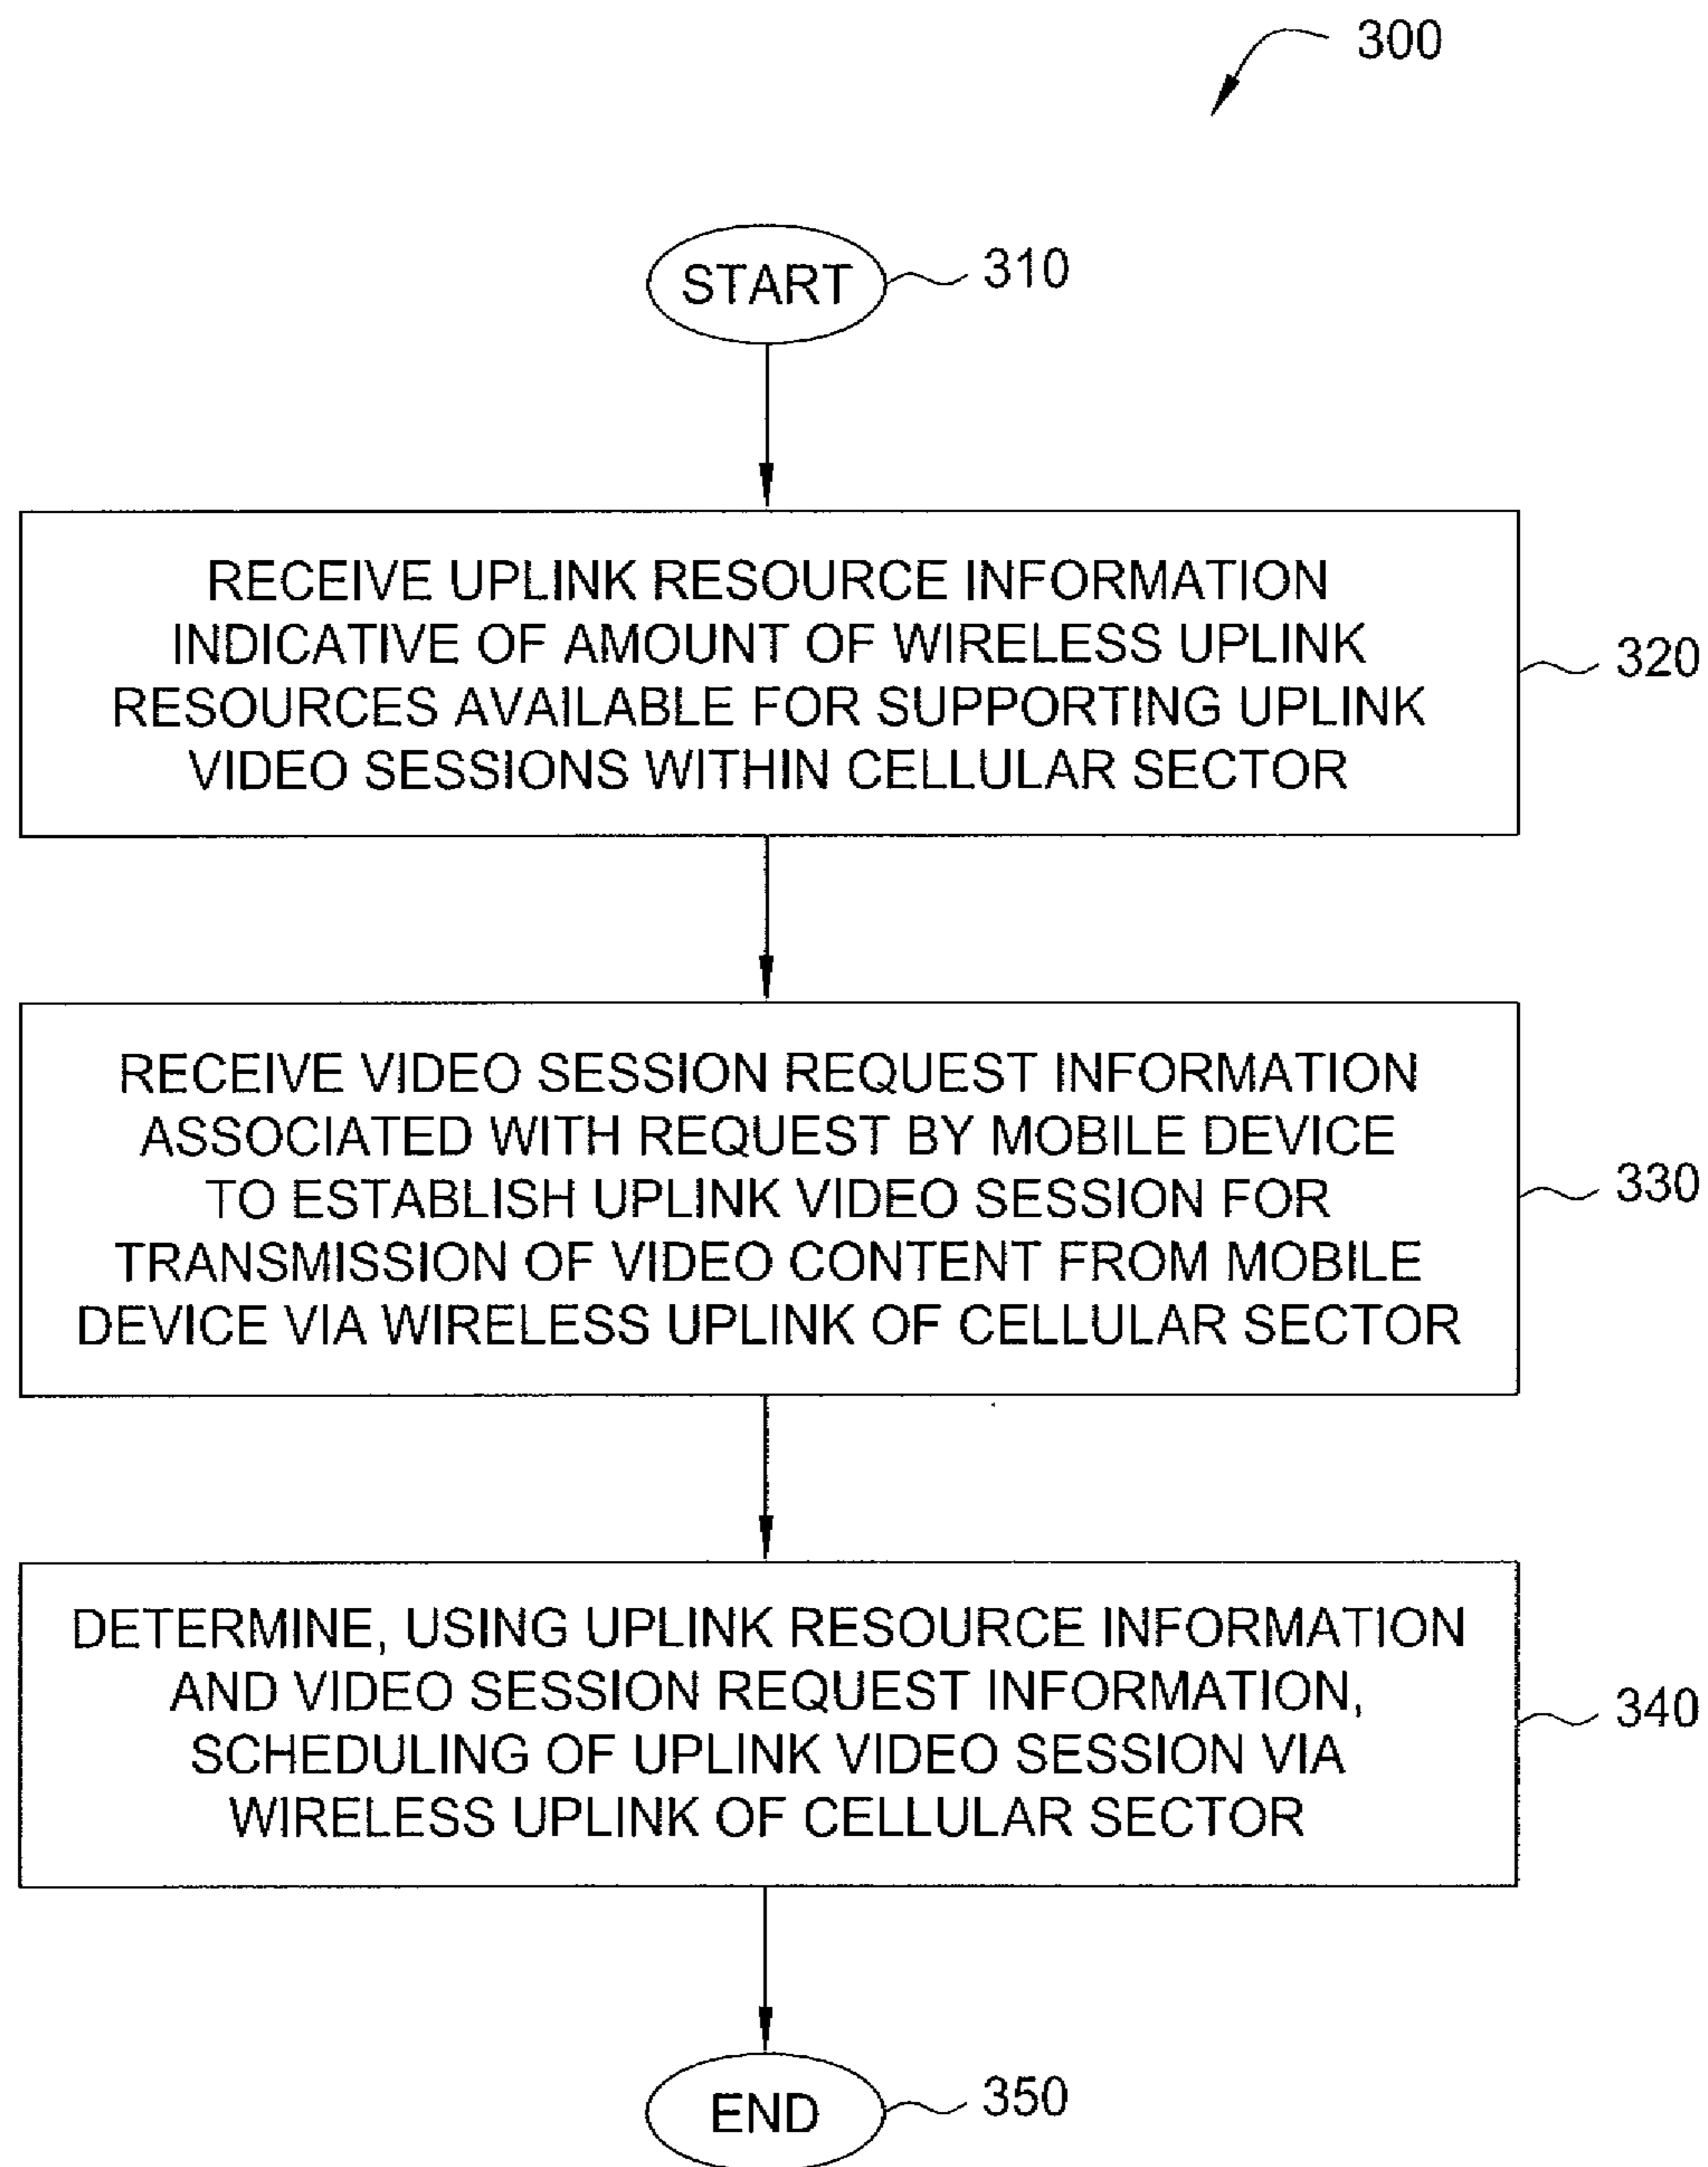 300
START
310
RECEIVE UPLINK RESOURCE INFORMATION
INDICATIVE OF AMOUNT OF WIRELESS UPLINK
RESOURCES AVAILABLE FOR SUPPORTING UPLINK
VIDEO SESSIONS WITHIN CELLULAR SECTOR
320
RECEIVE VIDEO SESSION REQUEST INFORMATION
ASSOCIATED WITH REQUEST BY MOBILE DEVICE
TO ESTABLISH UPLINK VIDEO SESSION FOR
TRANSMISSION OF VIDEO CONTENT FROM MOBILE
DEVICE VIA WIRELESS UPLINK OF CELLULAR SECTOR
330
DETERMINE, USING UPLINK RESOURCE INFORMATION
AND VIDEO SESSION REQUEST INFORMATION,
SCHEDULING OF UPLINK VIDEO SESSION VIA
WIRELESS UPLINK OF CELLULAR SECTOR
340
END
350